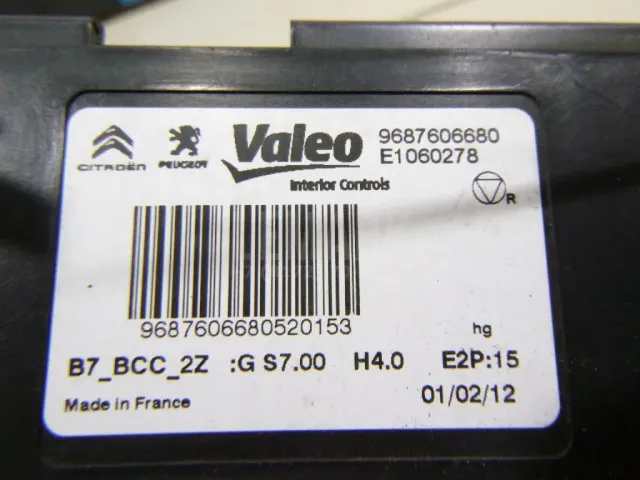 CITROËN PEUGEOT Valeo 9687606680
E1060278
Interior Controls
R
9687606680520153
hg
B7_BCC_2Z :G S7.00 H4.0 E2P:15
Made in France 01/02/12